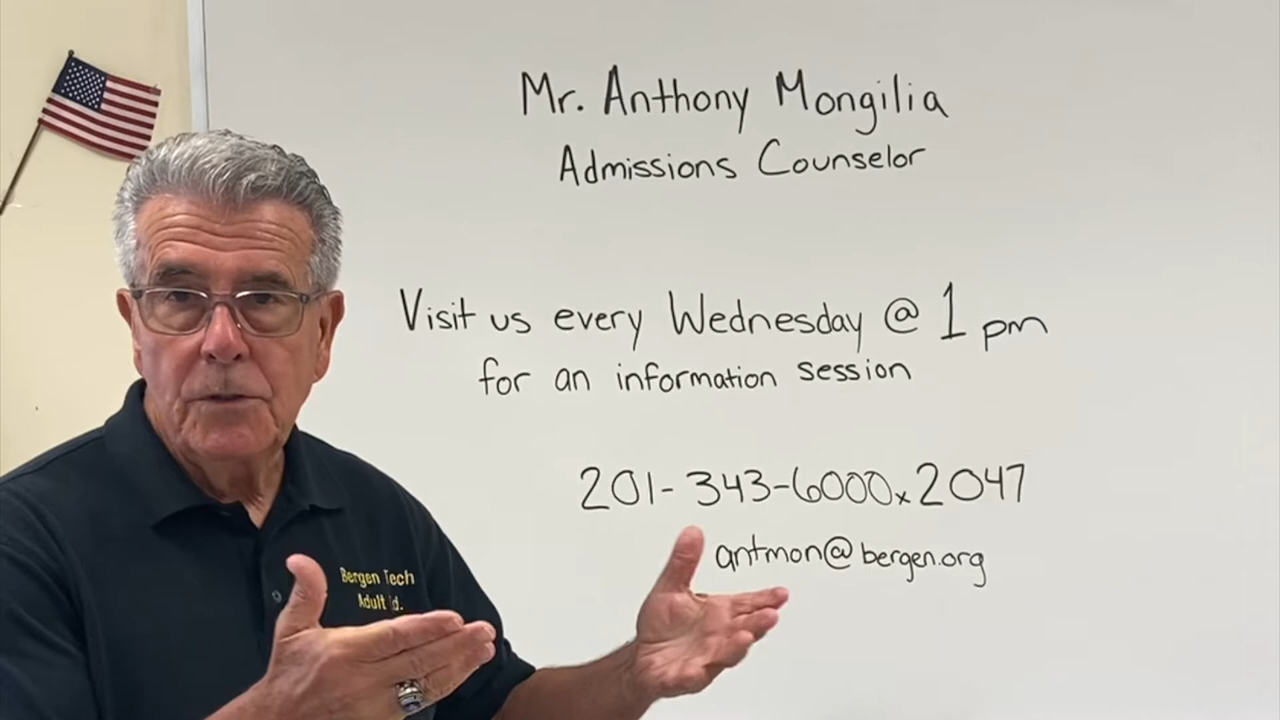 Mr. Anthony Mongilia
Admissions Counselor
Visit us every Wednesday @ 1 pm
for an information session
201-343-6000x2047
antmon@bergen.org
Bergen Tech
Adult d.